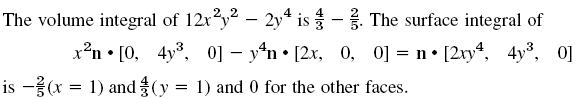 The volume integral of 12x²y² − 2y⁴ is 4/3 − 2/3. The surface integral of
x²n • [0, 4y³, 0] − y⁴n • [2x, 0, 0] = n • [2xy⁴, 4y³, 0]
is −2/3(x = 1) and 4/3(y = 1) and 0 for the other faces.